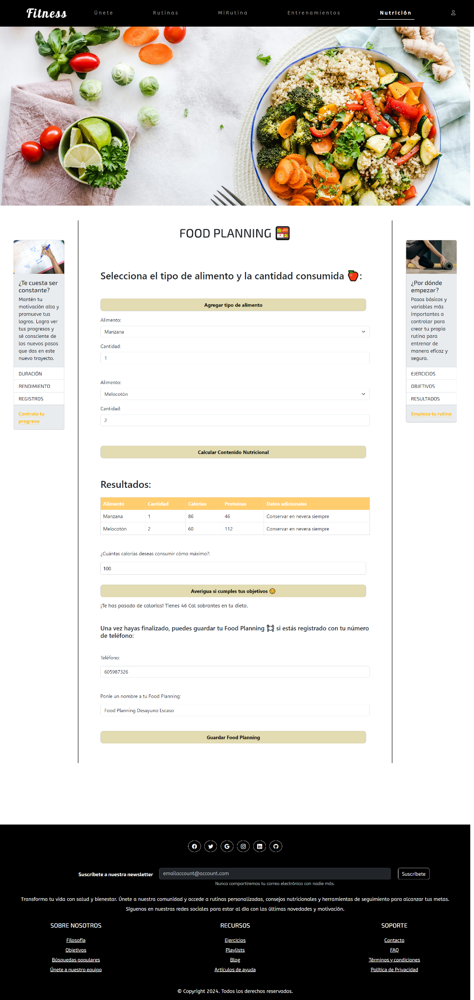 Fitness
Únete
Rutinas
MiRutina
Entrenamientos
Nutrición
FOOD PLANNING
¿Te cuesta ser
constante?
Mantén tu
motivación alta y
promueve tus
logros. Logra ver
tus progresos y
sé consciente de
los nuevos pasos
que das en este
nuevo trayecto.
DURACIÓN
RENDIMIENTO
REGISTROS
Controla tu
progreso
Selecciona el tipo de alimento y la cantidad consumida 🍎:
Agregar tipo de alimento
Alimento:
Manzana
Cantidad:
1
Alimento:
Melocotón
Cantidad:
2
Calcular Contenido Nutricional
Resultados:
Alimento Cantidad Calorías Proteínas Datos adicionales
Manzana 1 86 46 Conservar en nevera siempre
Melocotón 2 60 112 Conservar en nevera siempre
¿Cuántas calorías deseas consumir cómo máximo?:
100
Averigua si cumples tus objetivos 😉
¡Te has pasado de calorías! Tienes 46 Cal sobrantes en tu dieta.
Una vez hayas finalizado, puedes guardar tu Food Planning 🍽 si estás registrado con tu número
de teléfono:
Teléfono:
605987326
Ponle un nombre a tu Food Planning:
Food Planning Desayuno Escaso
Guardar Food Planning
¿Por dónde
empezar?
Pasos básicos y
variables más
importantes a
controlar para
crear tu propia
rutina para
entrenar de
manera eficaz y
segura.
EJERCICIOS
OBJETIVOS
RESULTADOS
Empieza tu rutina
Suscríbete a nuestra newsletter
emailaccount@account.com
Suscríbete
Nunca compartiremos tu correo electrónico con nadie más.
Transforma tu vida con salud y bienestar. Únete a nuestra comunidad y accede a rutinas personalizadas, consejos nutricionales y herramientas de seguimiento para alcanzar tus metas.
Síguenos en nuestras redes sociales para estar al día con las últimas novedades y motivación.
SOBRE NOSOTROS
Filosofía
Objetivos
Búsquedas populares
Únete a nuestro equipo
RECURSOS
Ejercicios
Playlists
Blog
Artículos de ayuda
SOPORTE
Contacto
FAQ
Términos y condiciones
Política de Privacidad
© Copyright 2024. Todos los derechos reservados.